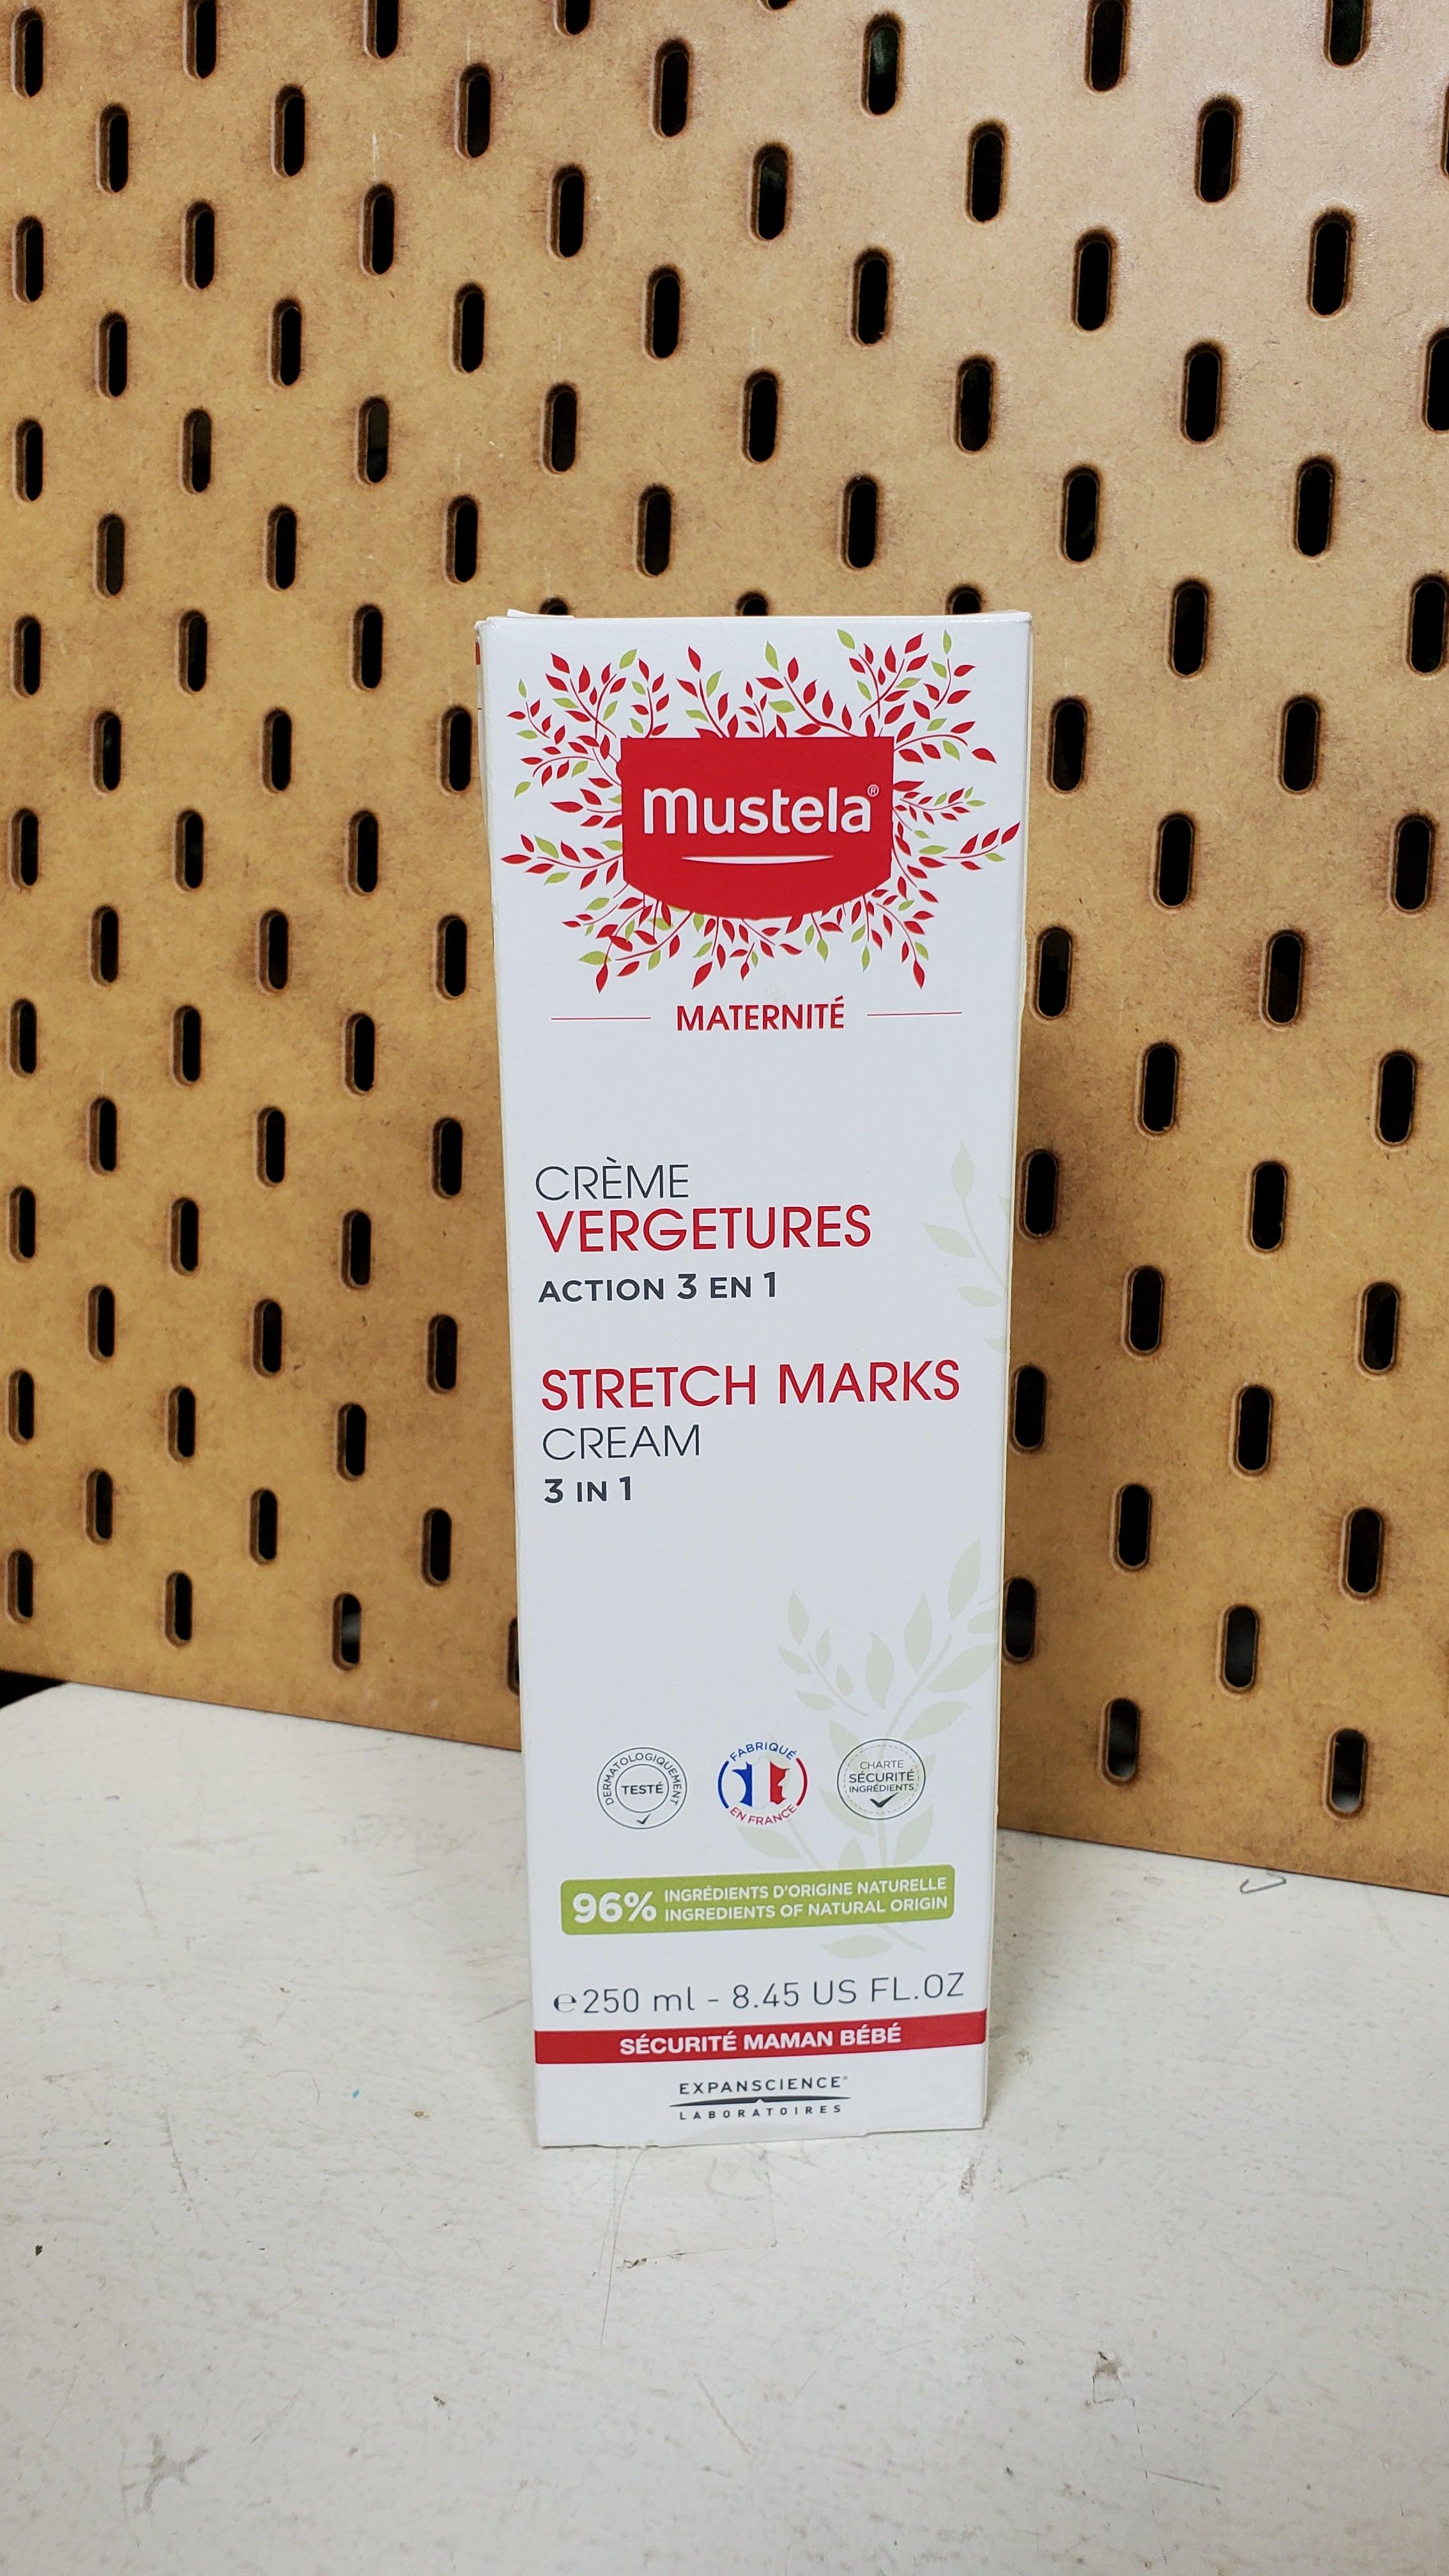 mustela®
MATERNITÉ
CRÈME
VERGETURES
ACTION 3 EN 1
STRETCH MARKS
CREAM
3 IN 1
DERMATOLOGIQUEMENT
TESTÉ
FABRIQUÉ
EN FRANCE
CHARTE
SÉCURITÉ
INGRÉDIENTS
96% INGRÉDIENTS D'ORIGINE NATURELLE
INGREDIENTS OF NATURAL ORIGIN
℮250 ml - 8.45 US FL.OZ
SÉCURITÉ MAMAN BÉBÉ
EXPANSCIENCE®
LABORATOIRES